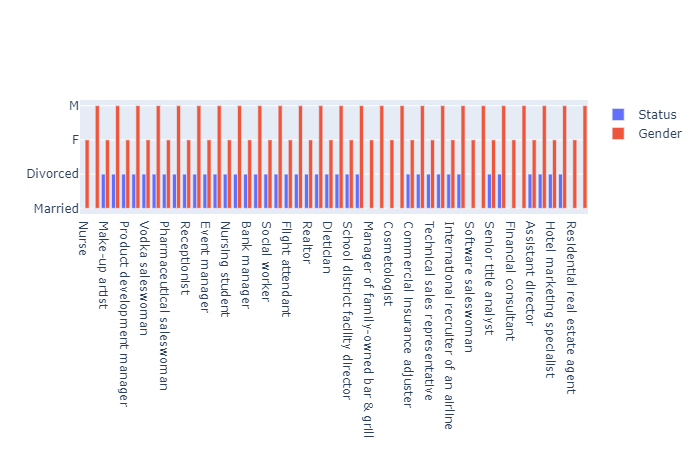 M
F
Divorced
Married
Status
Gender
Nurse
Make-up artist
Product development manager
Vodka saleswoman
Pharmaceutical saleswoman
Receptionist
Event manager
Nursing student
Bank manager
Social worker
Flight attendant
Realtor
Dietician
School district facility director
Manager of family-owned bar & grill
Cosmetologist
Commercial insurance adjuster
Technical sales representative
International recruiter of an airline
Software saleswoman
Senior title analyst
Financial consultant
Assistant director
Hotel marketing specialist
Residential real estate agent